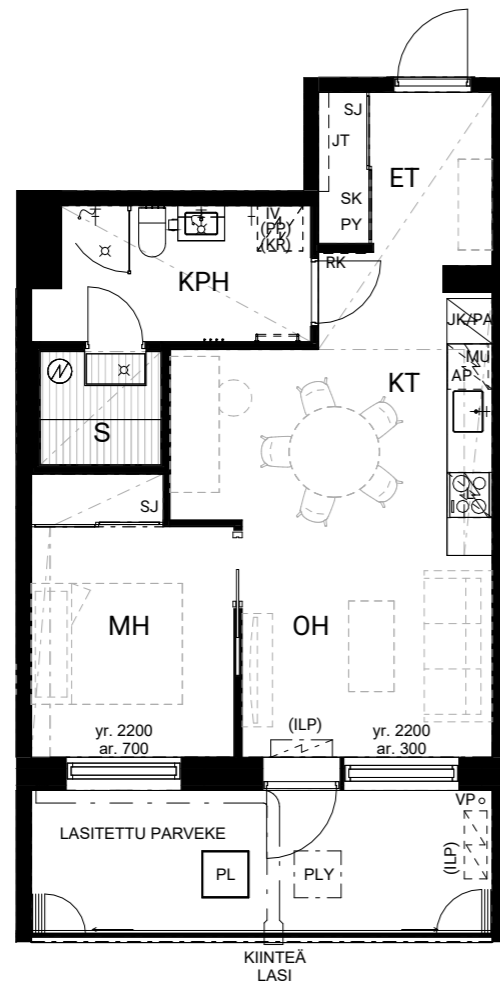 SJ
JT
ET
SK
PY
IV
(PP)
(KR)
KPH
RK
JK/PA
MU
AP
KT
S
SJ
MH
OH
(ILP)
yr. 2200
ar. 700
yr. 2200
ar. 300
VP
LASITETTU PARVEKE
(ILP)
PL
PLY
KIINTEÄ
LASI